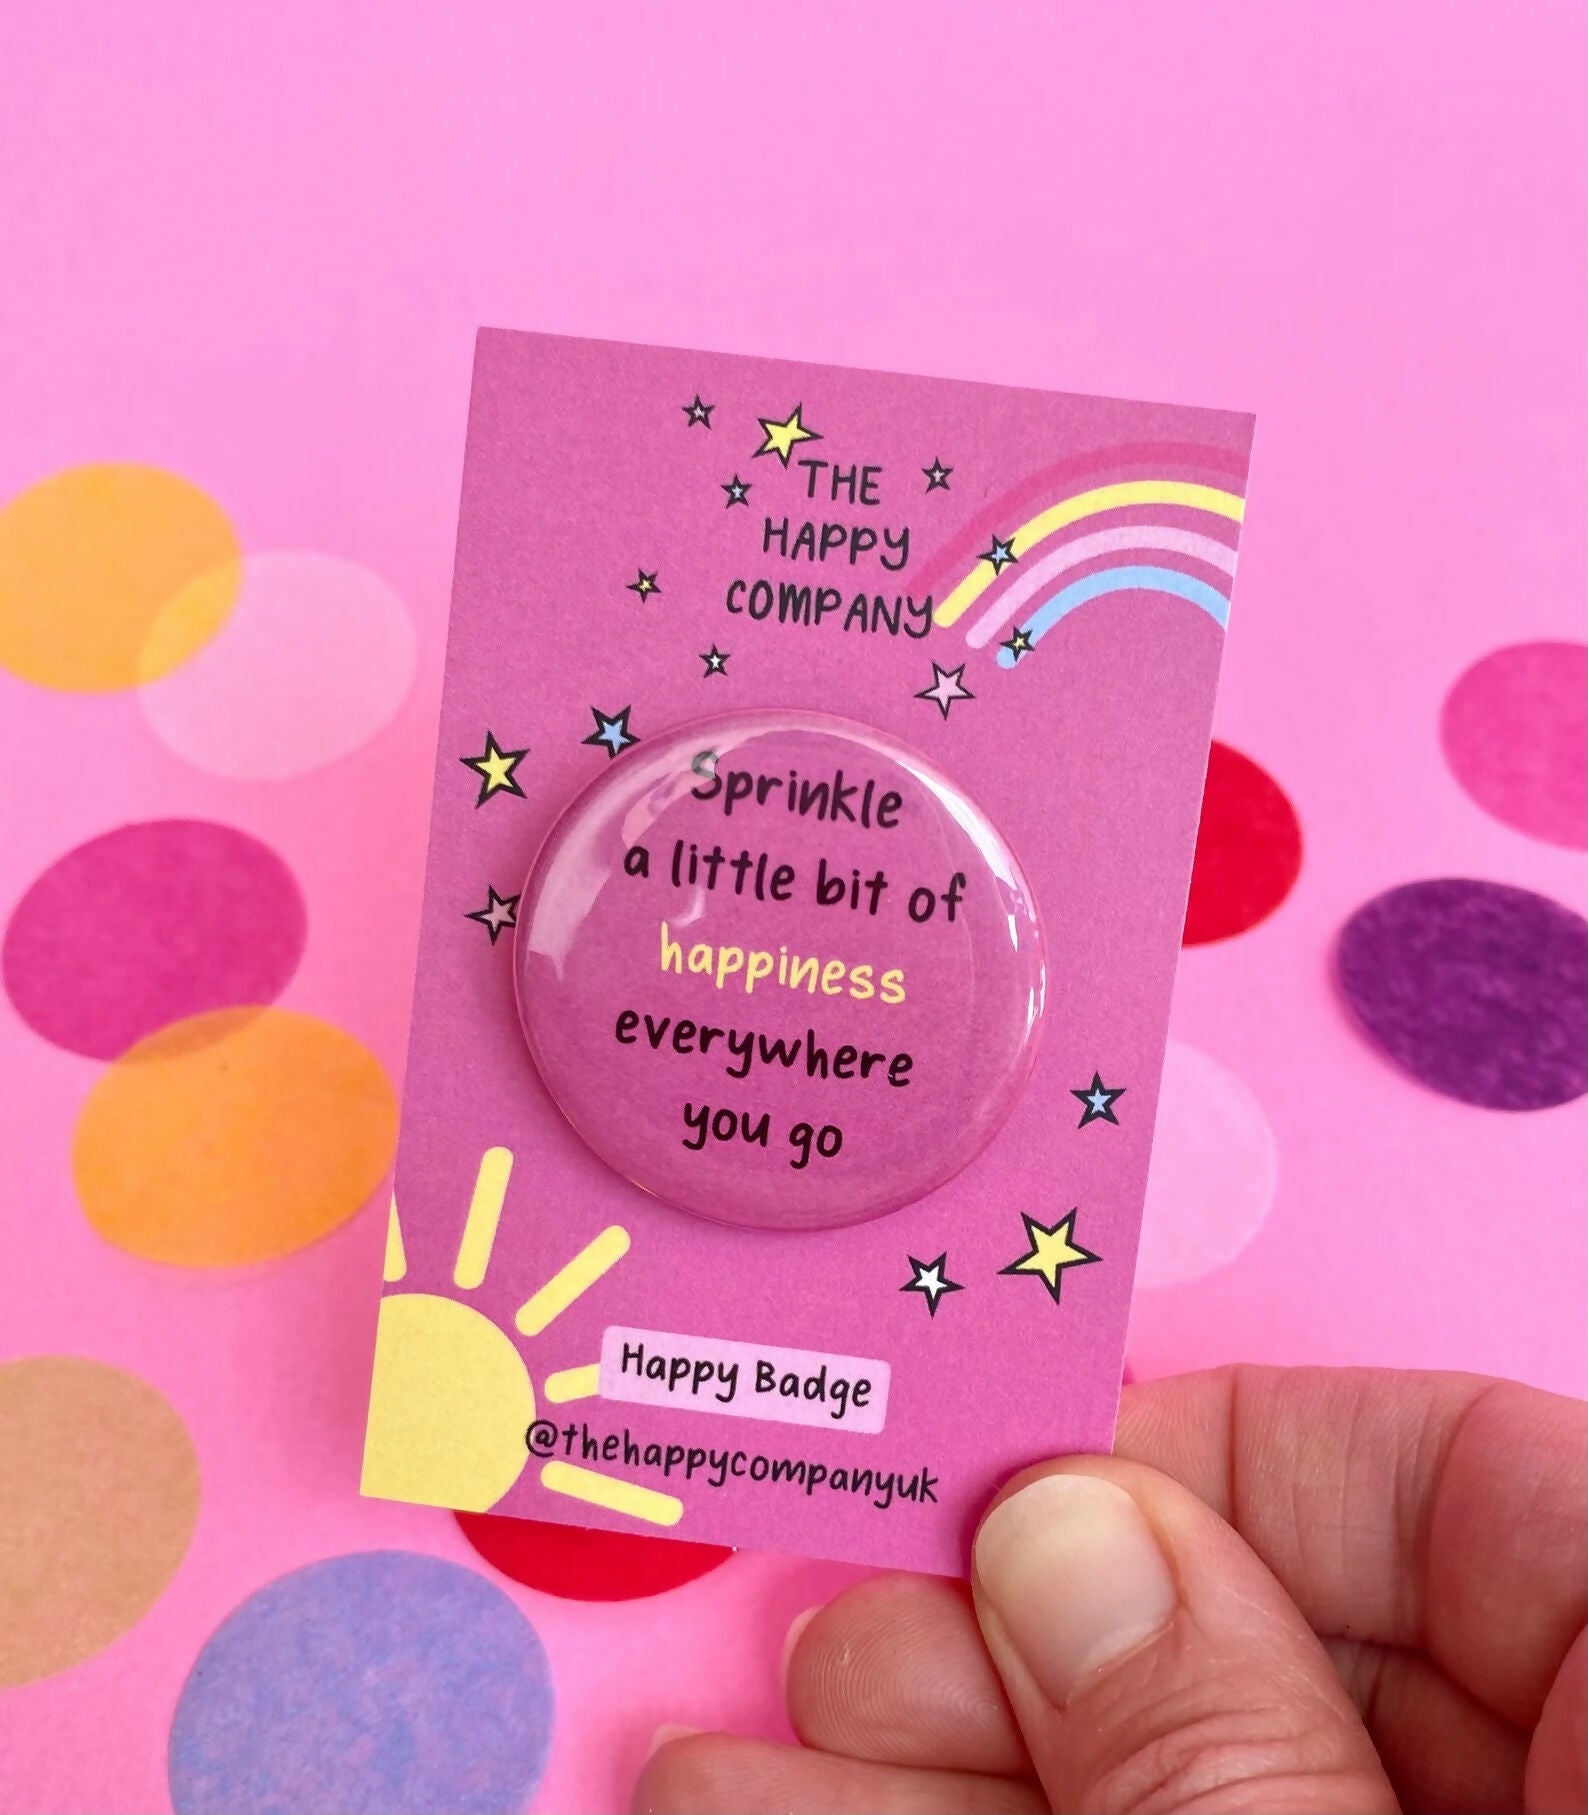 THE
HAPPY
COMPANY
Sprinkle
a little bit of
happiness
everywhere
you go
Happy Badge
@thehappycompanyuk